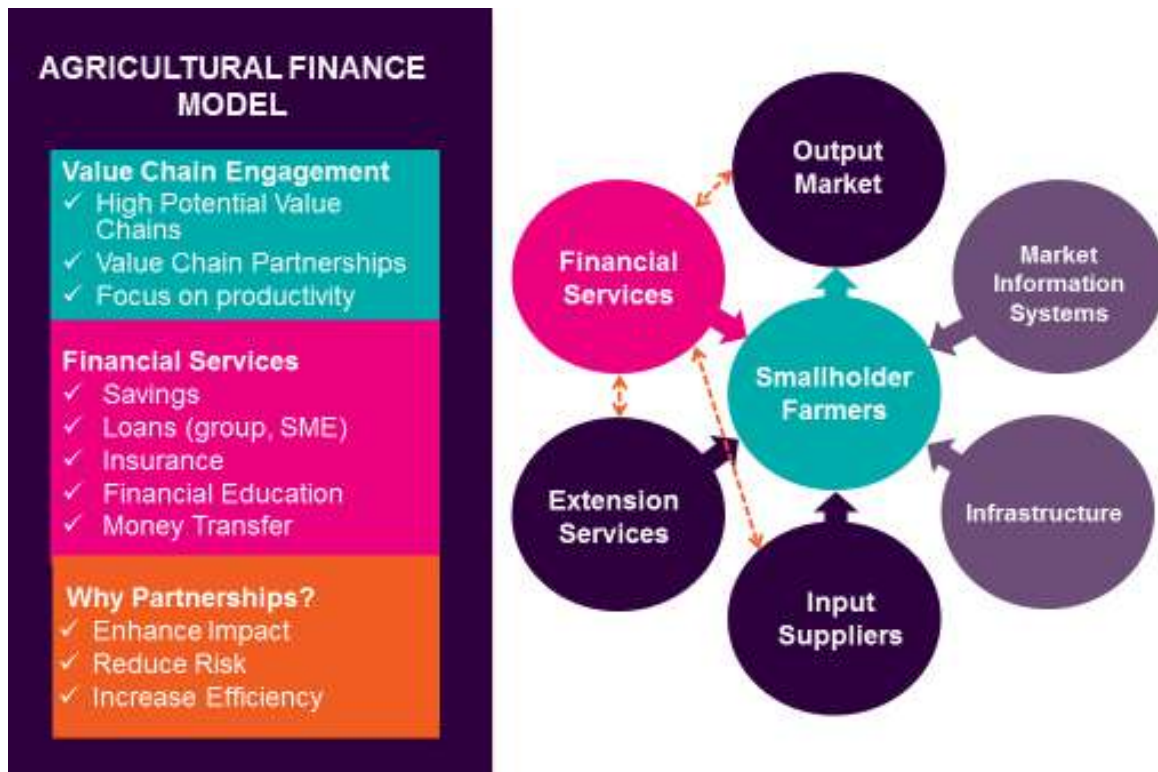 AGRICULTURAL FINANCE
MODEL
Value Chain Engagement
✓ High Potential Value
Chains
✓ Value Chain Partnerships
✓ Focus on productivity
Financial Services
✓ Savings
✓ Loans (group, SME)
✓ Insurance
✓ Financial Education
✓ Money Transfer
Why Partnerships?
✓ Enhance Impact
✓ Reduce Risk
✓ Increase Efficiency
Output
Market
Financial
Services
Market
Information
Systems
Smallholder
Farmers
Extension
Services
Infrastructure
Input
Suppliers